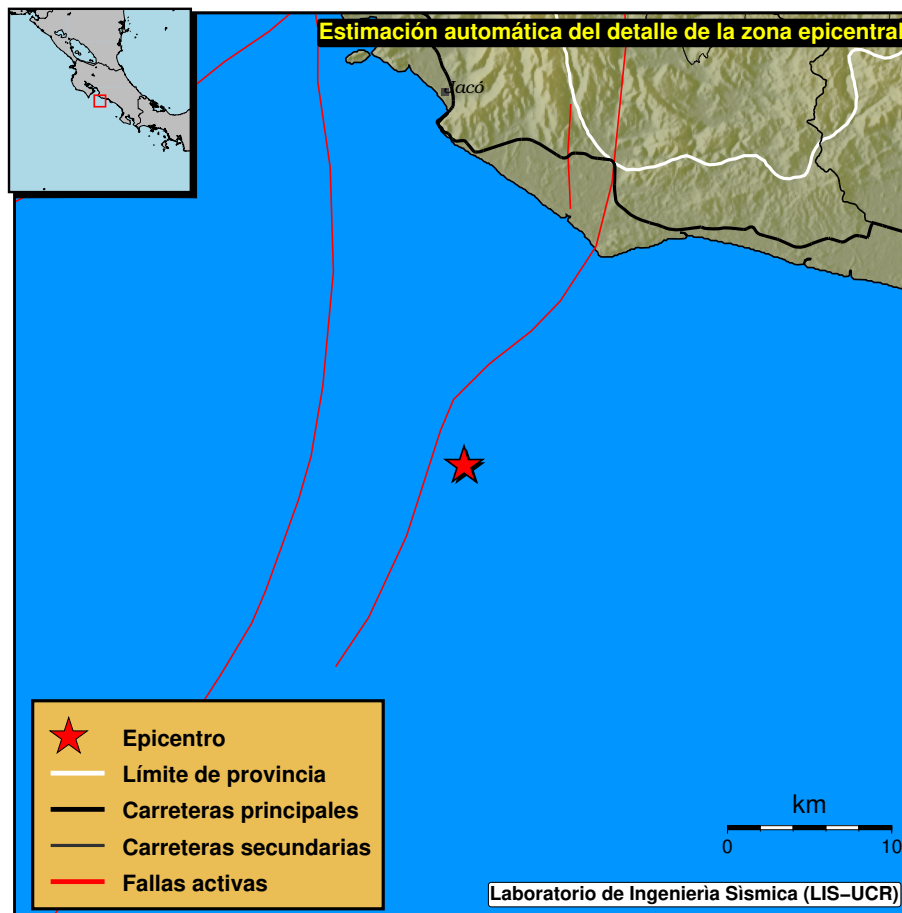 Estimación automática del detalle de la zona epicentral
Jacó
Epicentro
Límite de provincia
Carreteras principales
Carreteras secundarias
Fallas activas
km
0 10
Laboratorio de Ingenierìa Sìsmica (LIS−UCR)